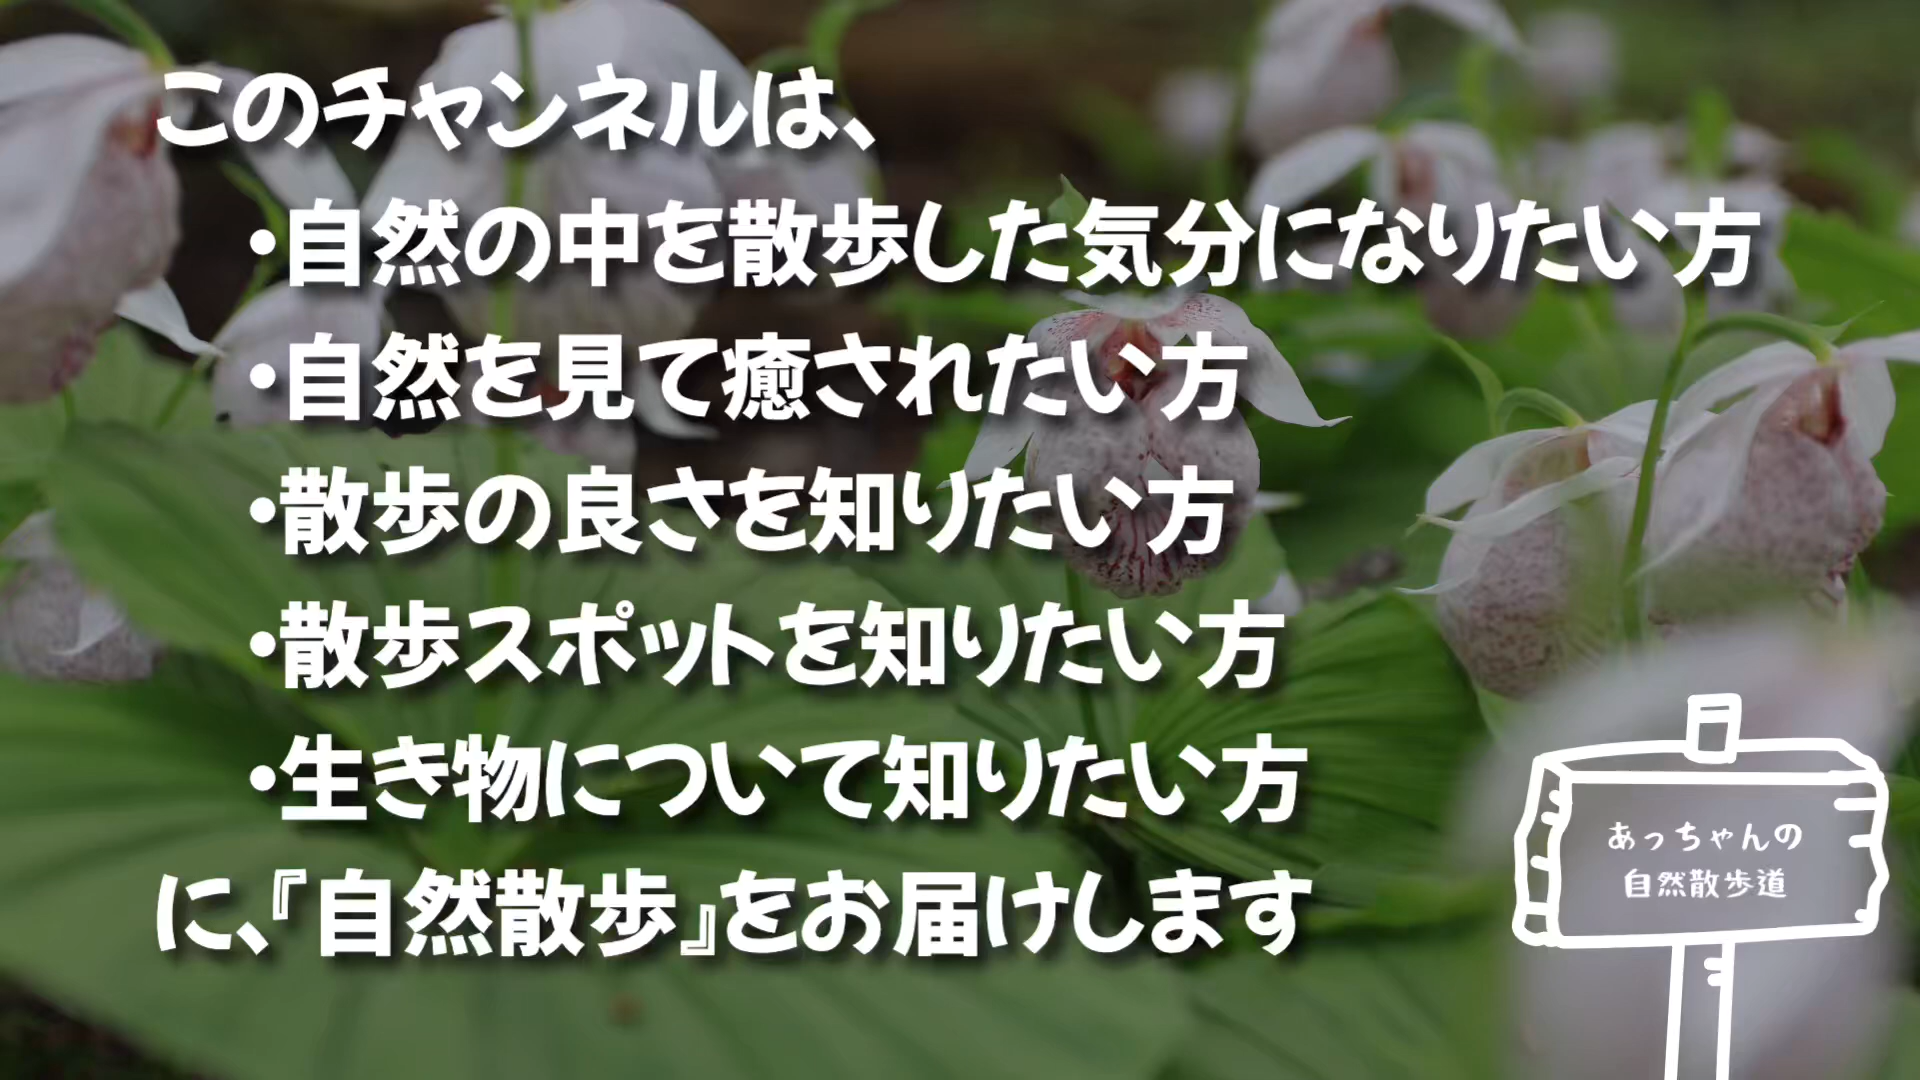 このチャンネルは、
・自然の中を散歩した気分になりたい方
・自然を見て癒されたい方
・散歩の良さを知りたい方
・散歩スポットを知りたい方
・生き物について知りたい方
に、『自然散歩』をお届けします
あっちゃんの
自然散歩道